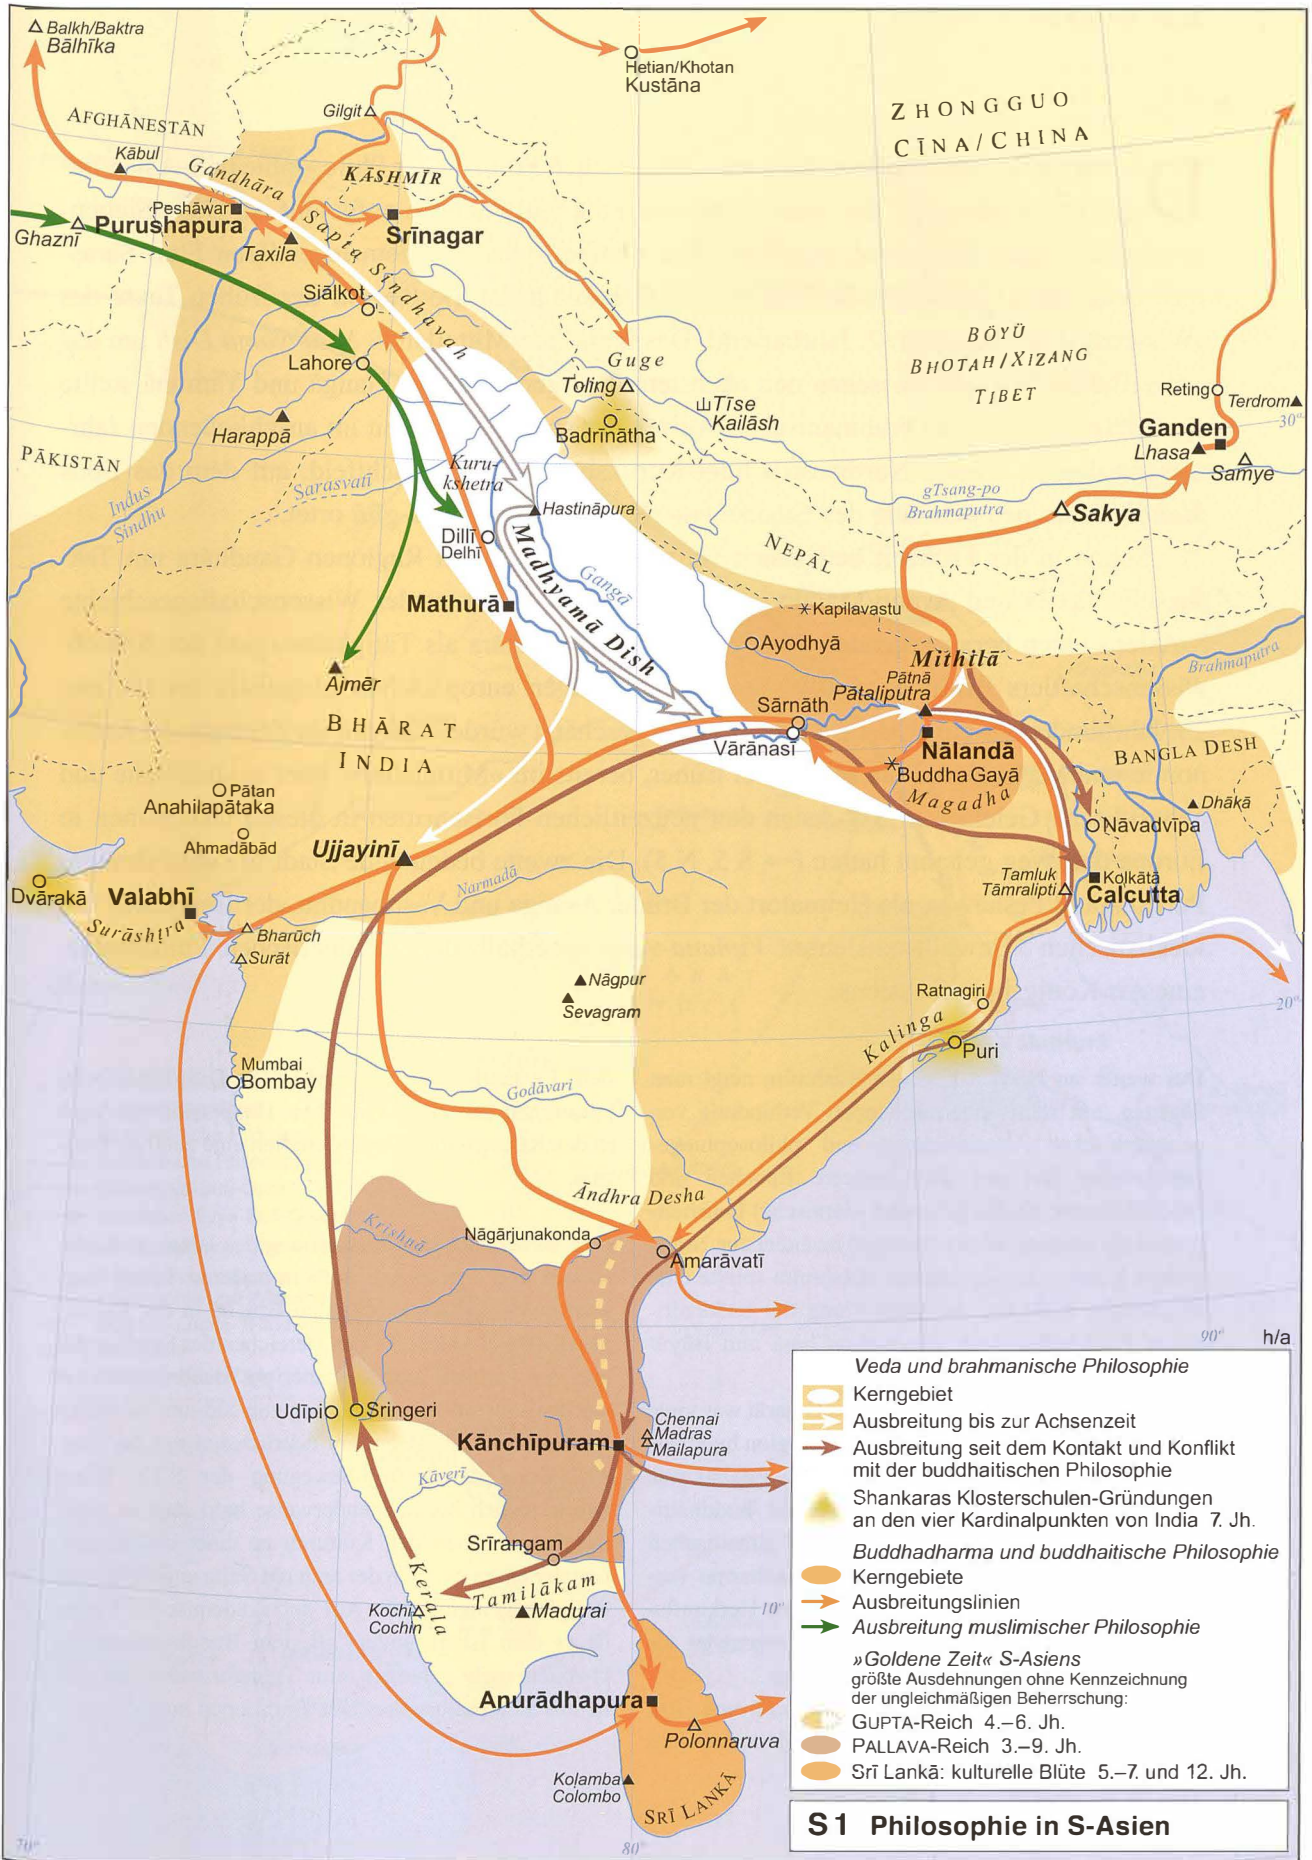 Balkh/Baktra
Bālhīka
Hetian/Khotan
Kustāna
ZHONGGUO
CĪNA/CHINA
Gilgit
AFGHĀNESTĀN
Kābul
Gandhāra
KĀSHMĪR
Peshāwar
Purushapura
Ghaznī
Taxila
Srīnagar
Sapta Sindhavah
Siālkot
Lahore
Guge
Toling
Badrīnātha
Tīse
Kailāsh
BÖYÜ
BHOTAH/XIZANG
TIBET
Reting
Terdrom
30°
Ganden
Lhasa
Samye
Harappā
PĀKISTĀN
Indus
Sindhu
Sarasvatī
Kuru-
kshetra
Hastināpura
gTsang-po
Brahmaputra
Sakya
Dillī
Delhī
NEPĀL
Madhyamā Dish
Gangā
Mathurā
Kapilavastu
Ayodhyā
Mithilā
Brahmaputra
Ajmēr
Pātnā
Pātaliputra
Sārnāth
Vārānasī
Nālandā
Buddha Gayā
Magadha
BHĀRAT
INDIA
BANGLA DESH
Dhākā
Pātan
Anahilapātaka
Ahmadābād
Nāvadvīpa
Ujjayinī
Narmadā
Tamluk
Tāmralipti
Kolkātā
Calcutta
Dvārakā
Valabhī
Surāshtra
Bharūch
Surāt
Nāgpur
Sevagram
Ratnagiri
20°
Kalinga
Puri
Mumbai
Bombay
Godāvari
Āndhra Desha
Krishnā
Nāgārjunakonda
Amarāvatī
90°
h/a
Udīpi
Sringeri
Chennai
Madras
Mailapura
Kānchīpuram
Kāverī
Srīrangam
Kerala
Tamilākam
Kochi
Cochin
Madurai
10°
Anurādhapura
Polonnaruva
Koḷamba
Colombo
SRĪ LANKĀ
70°
80°
Veda und brahmanische Philosophie
Kerngebiet
Ausbreitung bis zur Achsenzeit
Ausbreitung seit dem Kontakt und Konflikt
mit der buddhaitischen Philosophie
Shankaras Klosterschulen-Gründungen
an den vier Kardinalpunkten von India 7. Jh.
Buddhadharma und buddhaitische Philosophie
Kerngebiete
Ausbreitungslinien
Ausbreitung muslimischer Philosophie
»Goldene Zeit« S-Asiens
größte Ausdehnungen ohne Kennzeichnung
der ungleichmäßigen Beherrschung:
GUPTA-Reich 4.–6. Jh.
PALLAVA-Reich 3.–9. Jh.
Srī Lankā: kulturelle Blüte 5.–7. und 12. Jh.
S1 Philosophie in S-Asien